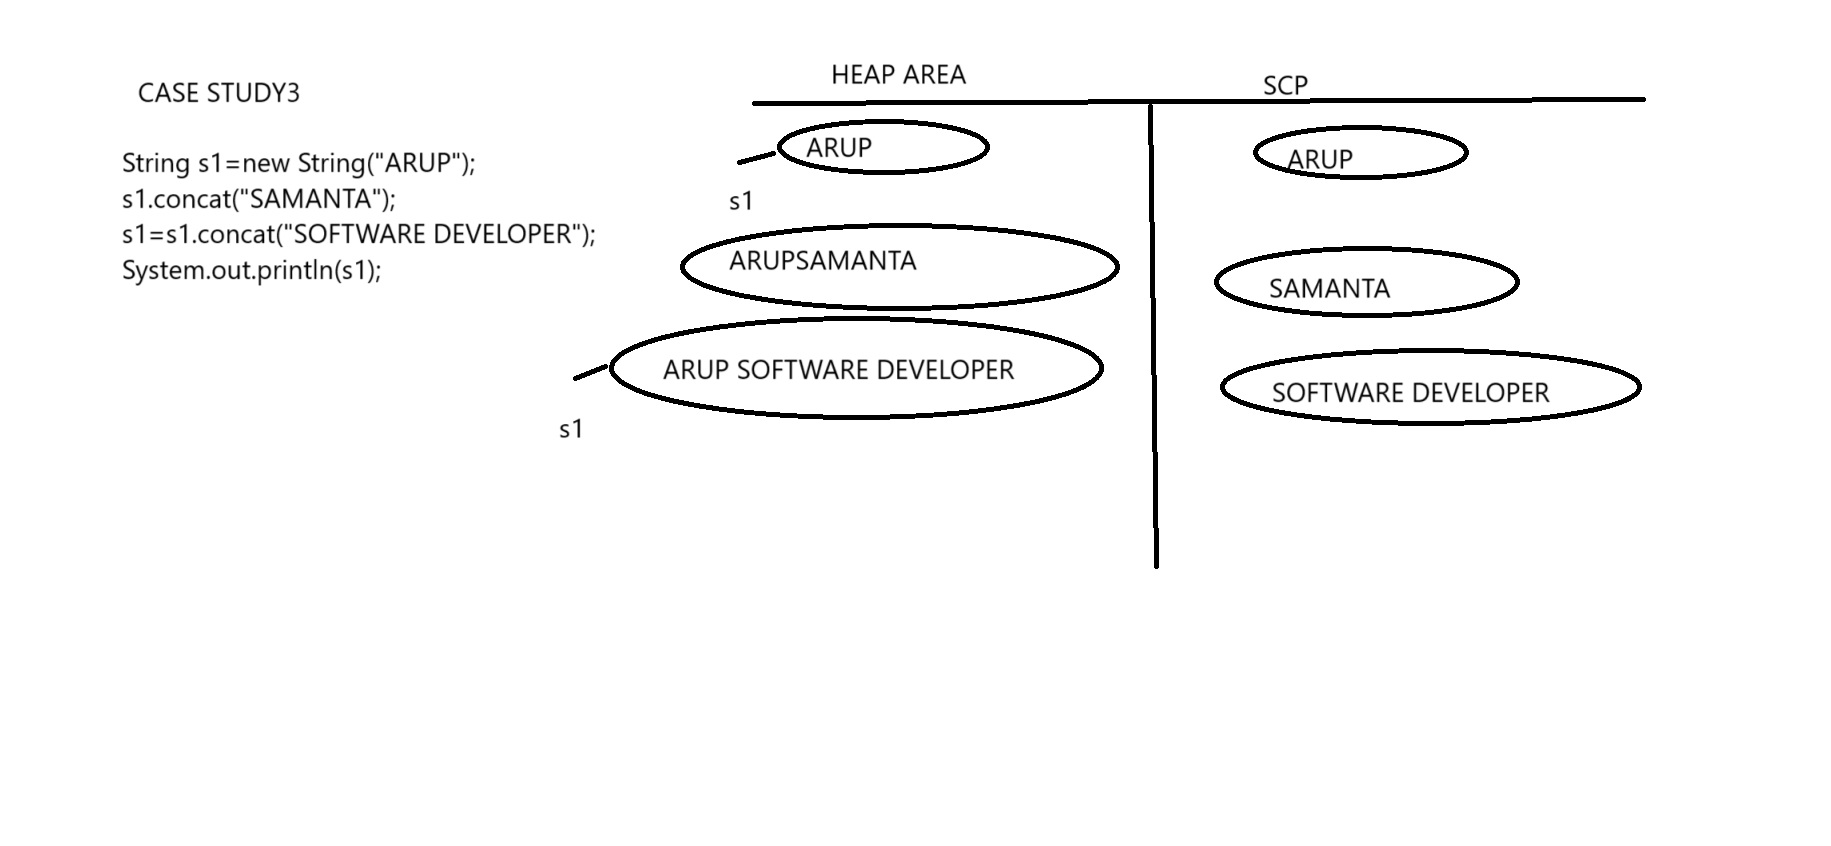 CASE STUDY3
String s1=new String("ARUP");
s1.concat("SAMANTA");
s1=s1.concat("SOFTWARE DEVELOPER");
System.out.println(s1);
HEAP AREA
SCP
ARUP
ARUP
s1
ARUPSAMANTA
SAMANTA
ARUP SOFTWARE DEVELOPER
SOFTWARE DEVELOPER
s1